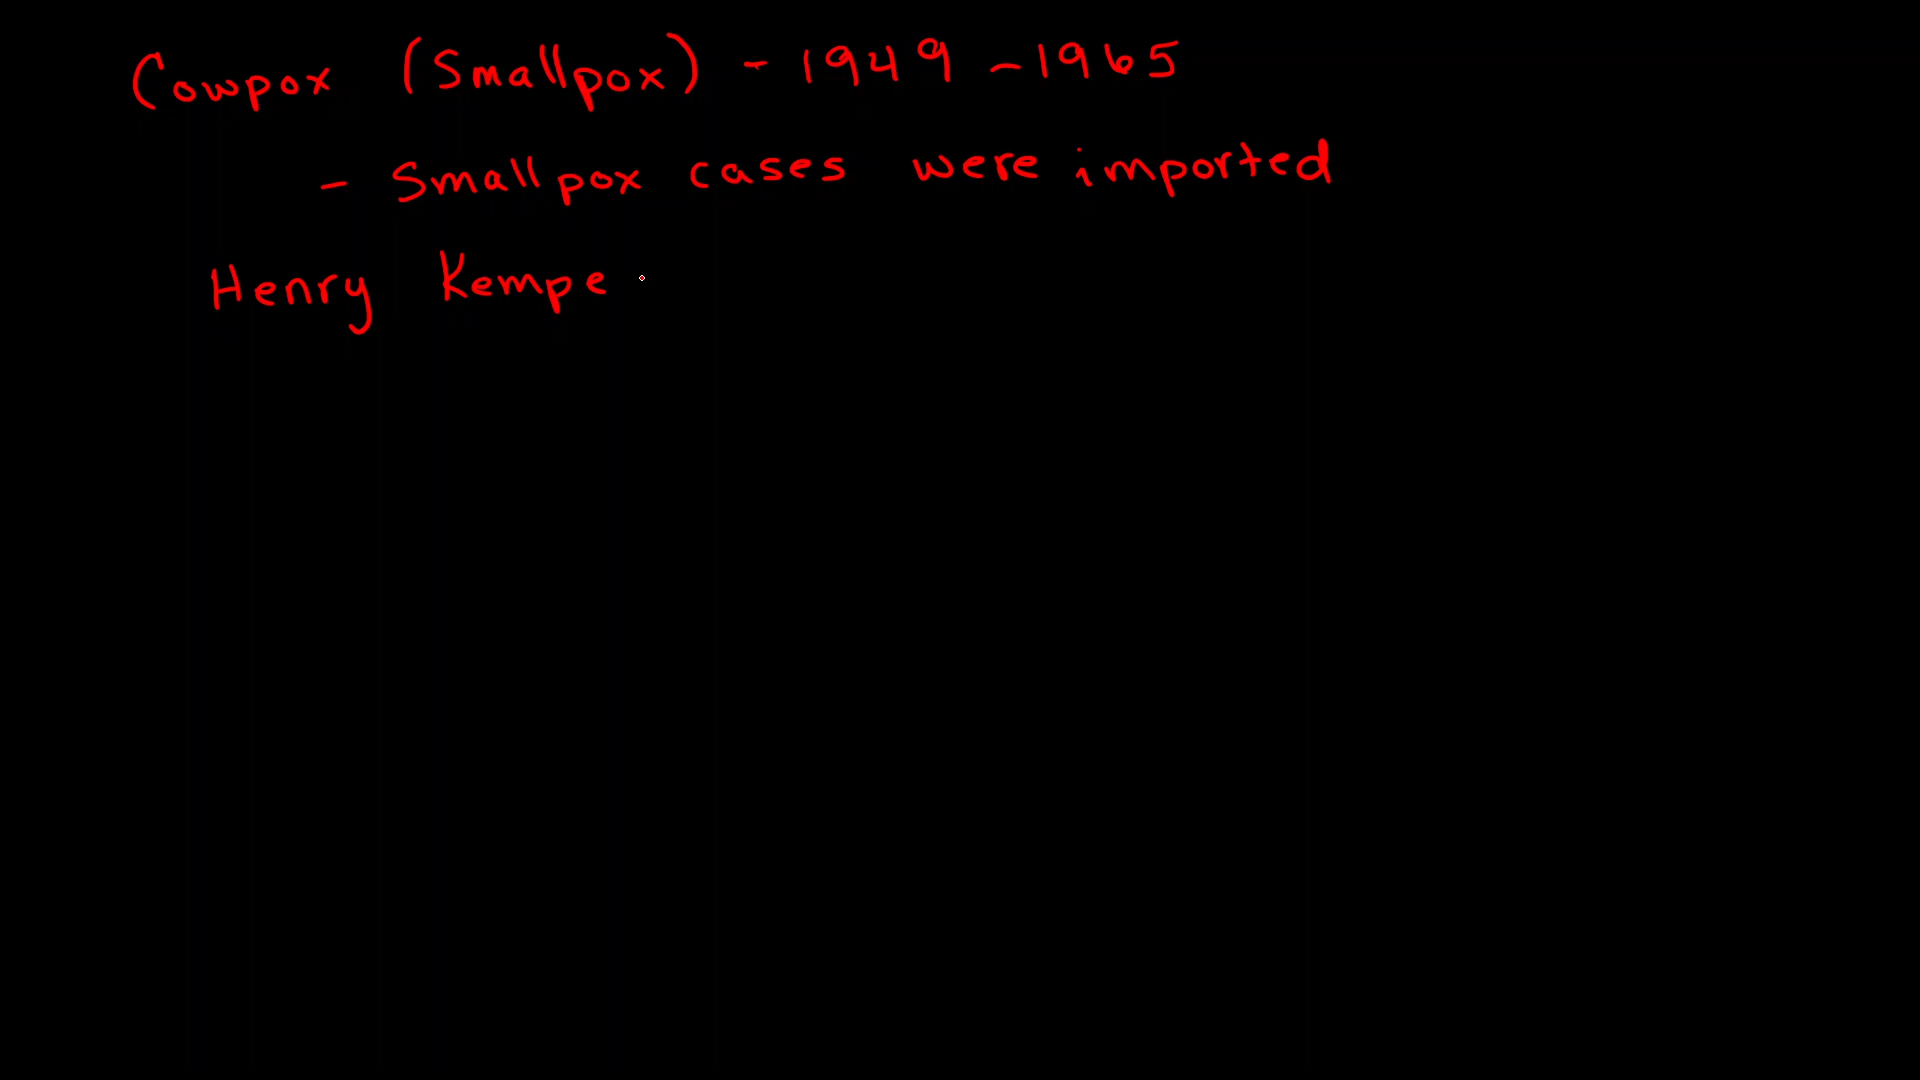 Cowpox (Smallpox) - 1949 - 1965
- Smallpox cases were imported
Henry Kempe